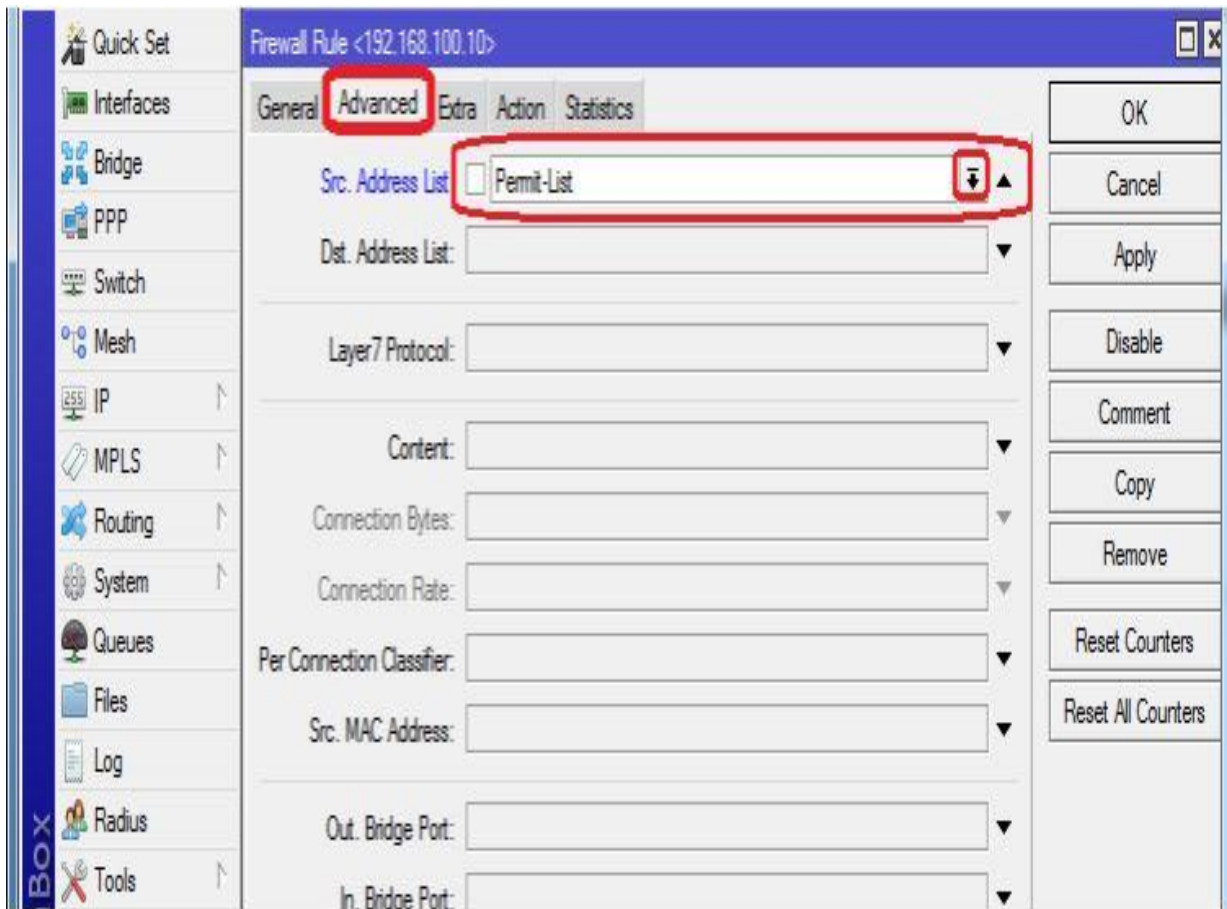 Quick Set
Interfaces
Bridge
PPP
Switch
Mesh
255 IP
MPLS
Routing
System
Queues
Files
Log
Radius
Tools
Box
Firewall Rule <192.168.100.10>
General Advanced Extra Action Statistics
Src. Address List Permit-List
Dst. Address List:
Layer7 Protocol:
Content:
Connection Bytes:
Connection Rate:
Per Connection Classifier:
Src. MAC Address:
Out. Bridge Port:
In. Bridge Port:
OK
Cancel
Apply
Disable
Comment
Copy
Remove
Reset Counters
Reset All Counters